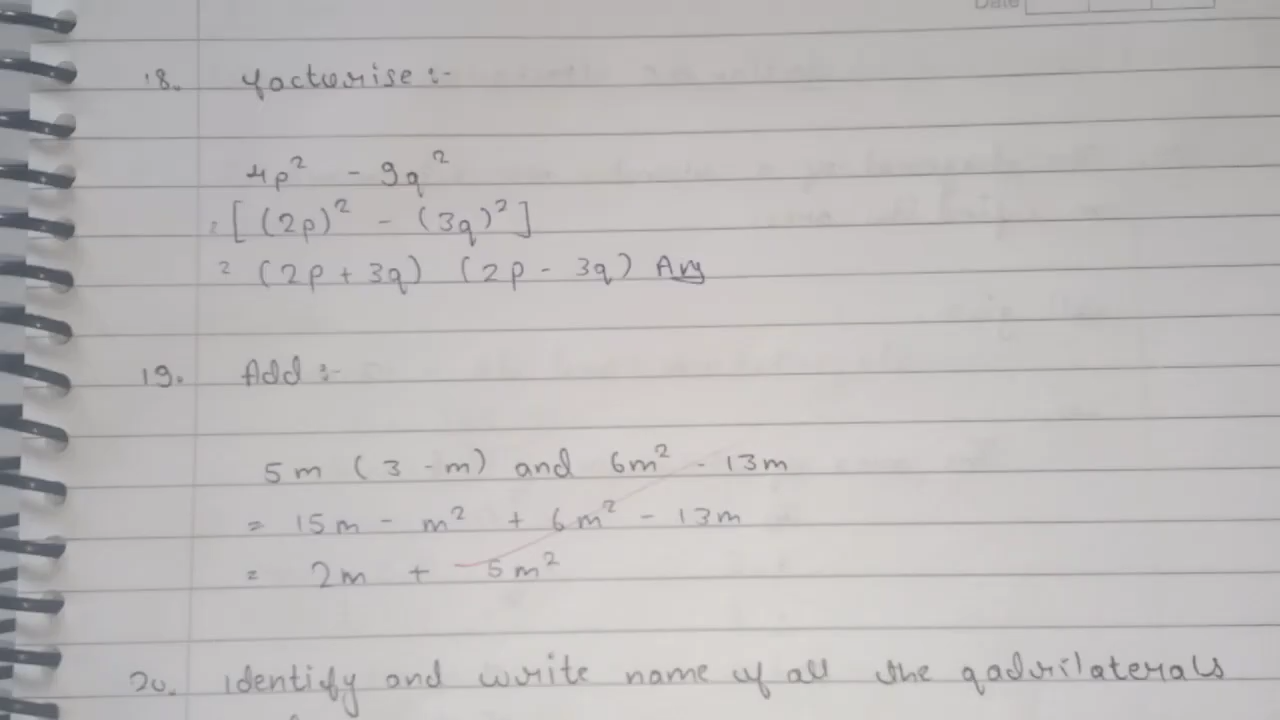 Date
18. factorise :-
4p² - 9q²
= [(2p)² - (3q)²]
= (2p + 3q) (2p - 3q) Ans
19. Add :-
5m (3 - m) and 6m² - 13m
= 15m - m² + 6m² - 13m
= 2m + 5m²
20. identify and write name of all the qadrilaterals